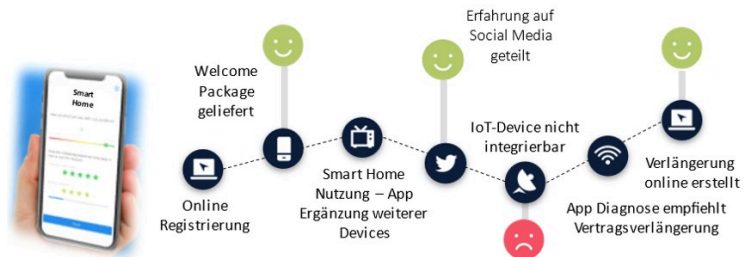 Smart
Home
Online
Registrierung
Welcome
Package
geliefert
Smart Home
Nutzung – App
Ergänzung weiterer
Devices
Erfahrung auf
Social Media
geteilt
IoT-Device nicht
integrierbar
App Diagnose empfiehlt
Vertragsverlängerung
Verlängerung
online erstellt